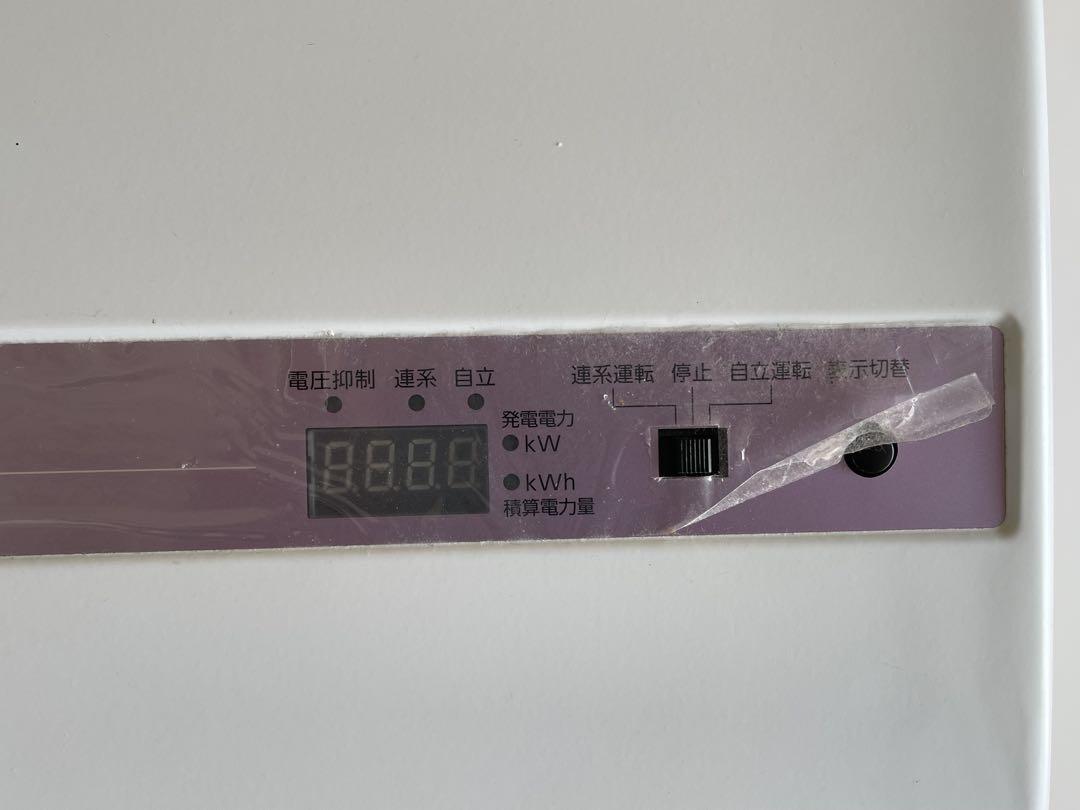 電圧抑制 連系 自立
発電電力
kW
kWh
積算電力量
連系運転 停止 自立運転 表示切替